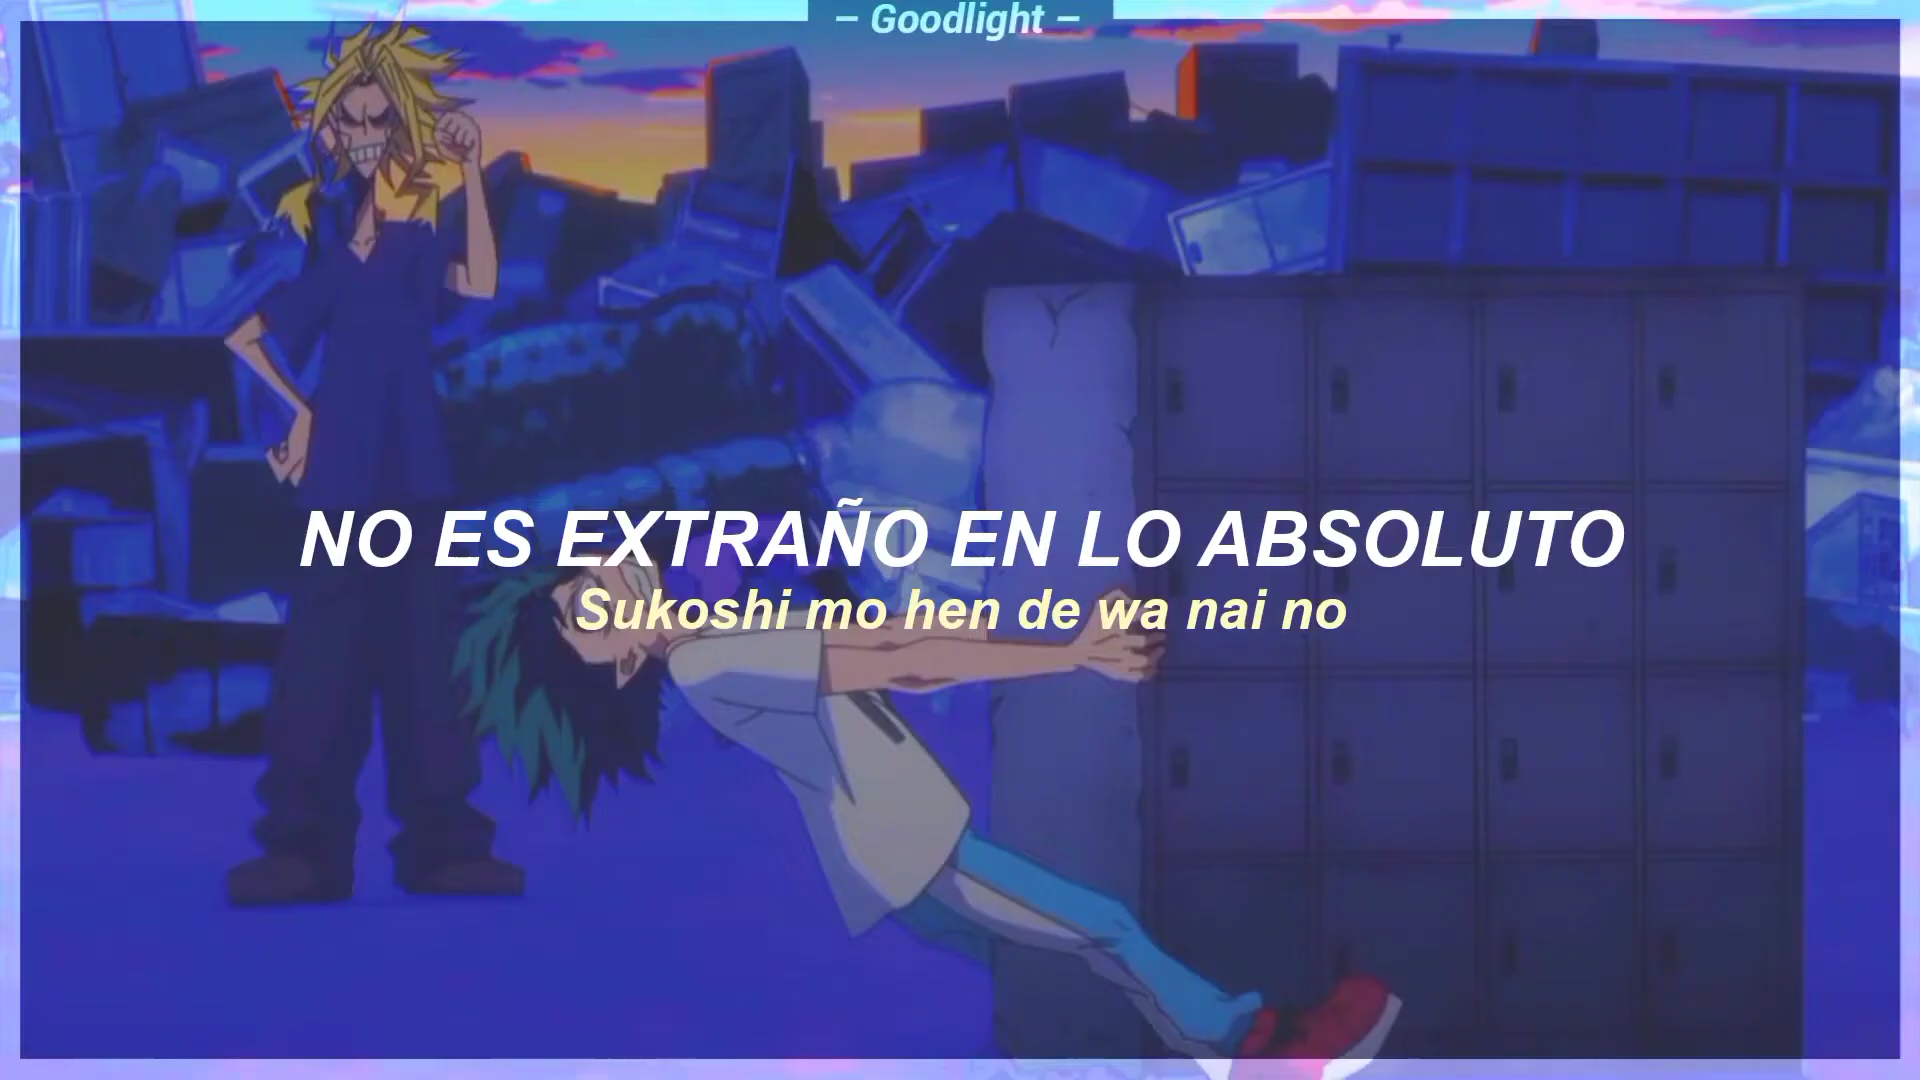 – Goodlight –
NO ES EXTRAÑO EN LO ABSOLUTO
Sukoshi mo hen de wa nai no